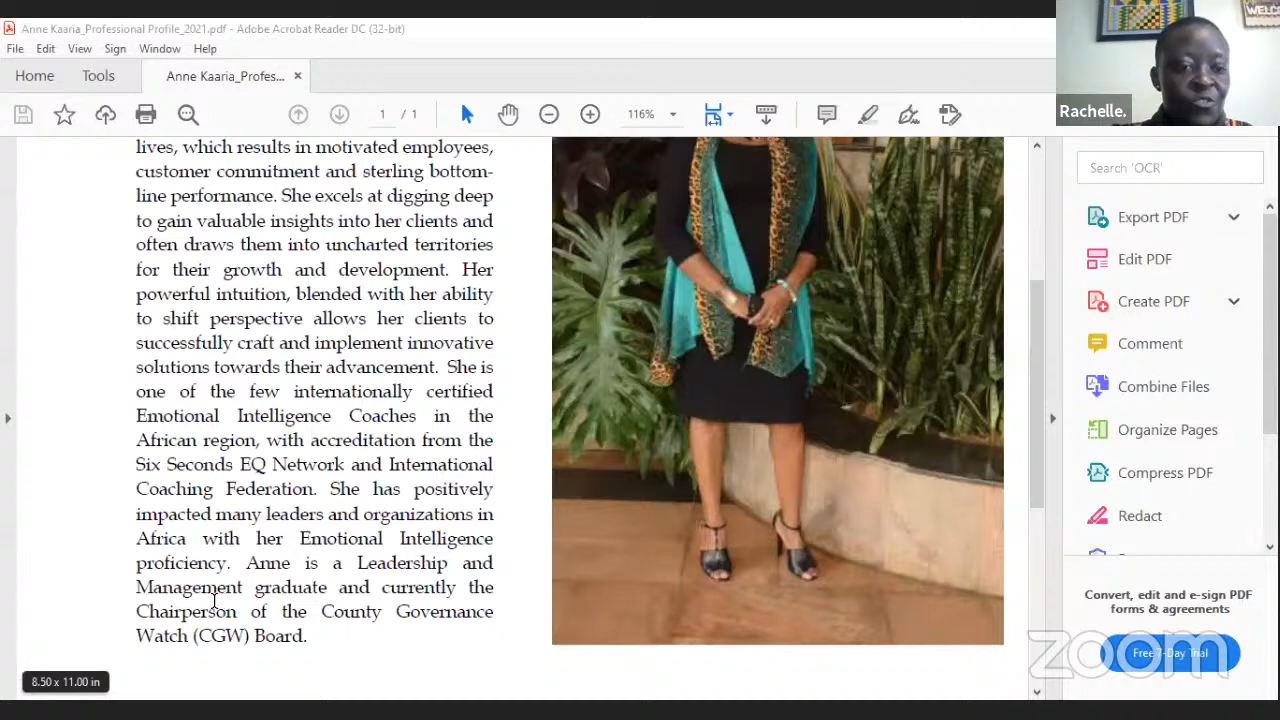 Anne Kaaria_Professional Profile_2021.pdf - Adobe Acrobat Reader DC (32-bit)
File Edit View Sign Window Help
Home Tools Anne Kaaria_Profes... ×
1 / 1 116%
WELC
Rachelle.
lives, which results in motivated employees,
customer commitment and sterling bottom-
line performance. She excels at digging deep
to gain valuable insights into her clients and
often draws them into uncharted territories
for their growth and development. Her
powerful intuition, blended with her ability
to shift perspective allows her clients to
successfully craft and implement innovative
solutions towards their advancement. She is
one of the few internationally certified
Emotional Intelligence Coaches in the
African region, with accreditation from the
Six Seconds EQ Network and International
Coaching Federation. She has positively
impacted many leaders and organizations in
Africa with her Emotional Intelligence
proficiency. Anne is a Leadership and
Management graduate and currently the
Chairperson of the County Governance
Watch (CGW) Board.
8.50 x 11.00 in
Search 'OCR'
Export PDF
Edit PDF
Create PDF
Comment
Combine Files
Organize Pages
Compress PDF
Redact
Convert, edit and e-sign PDF
forms & agreements
Free 7-Day Trial
zoom